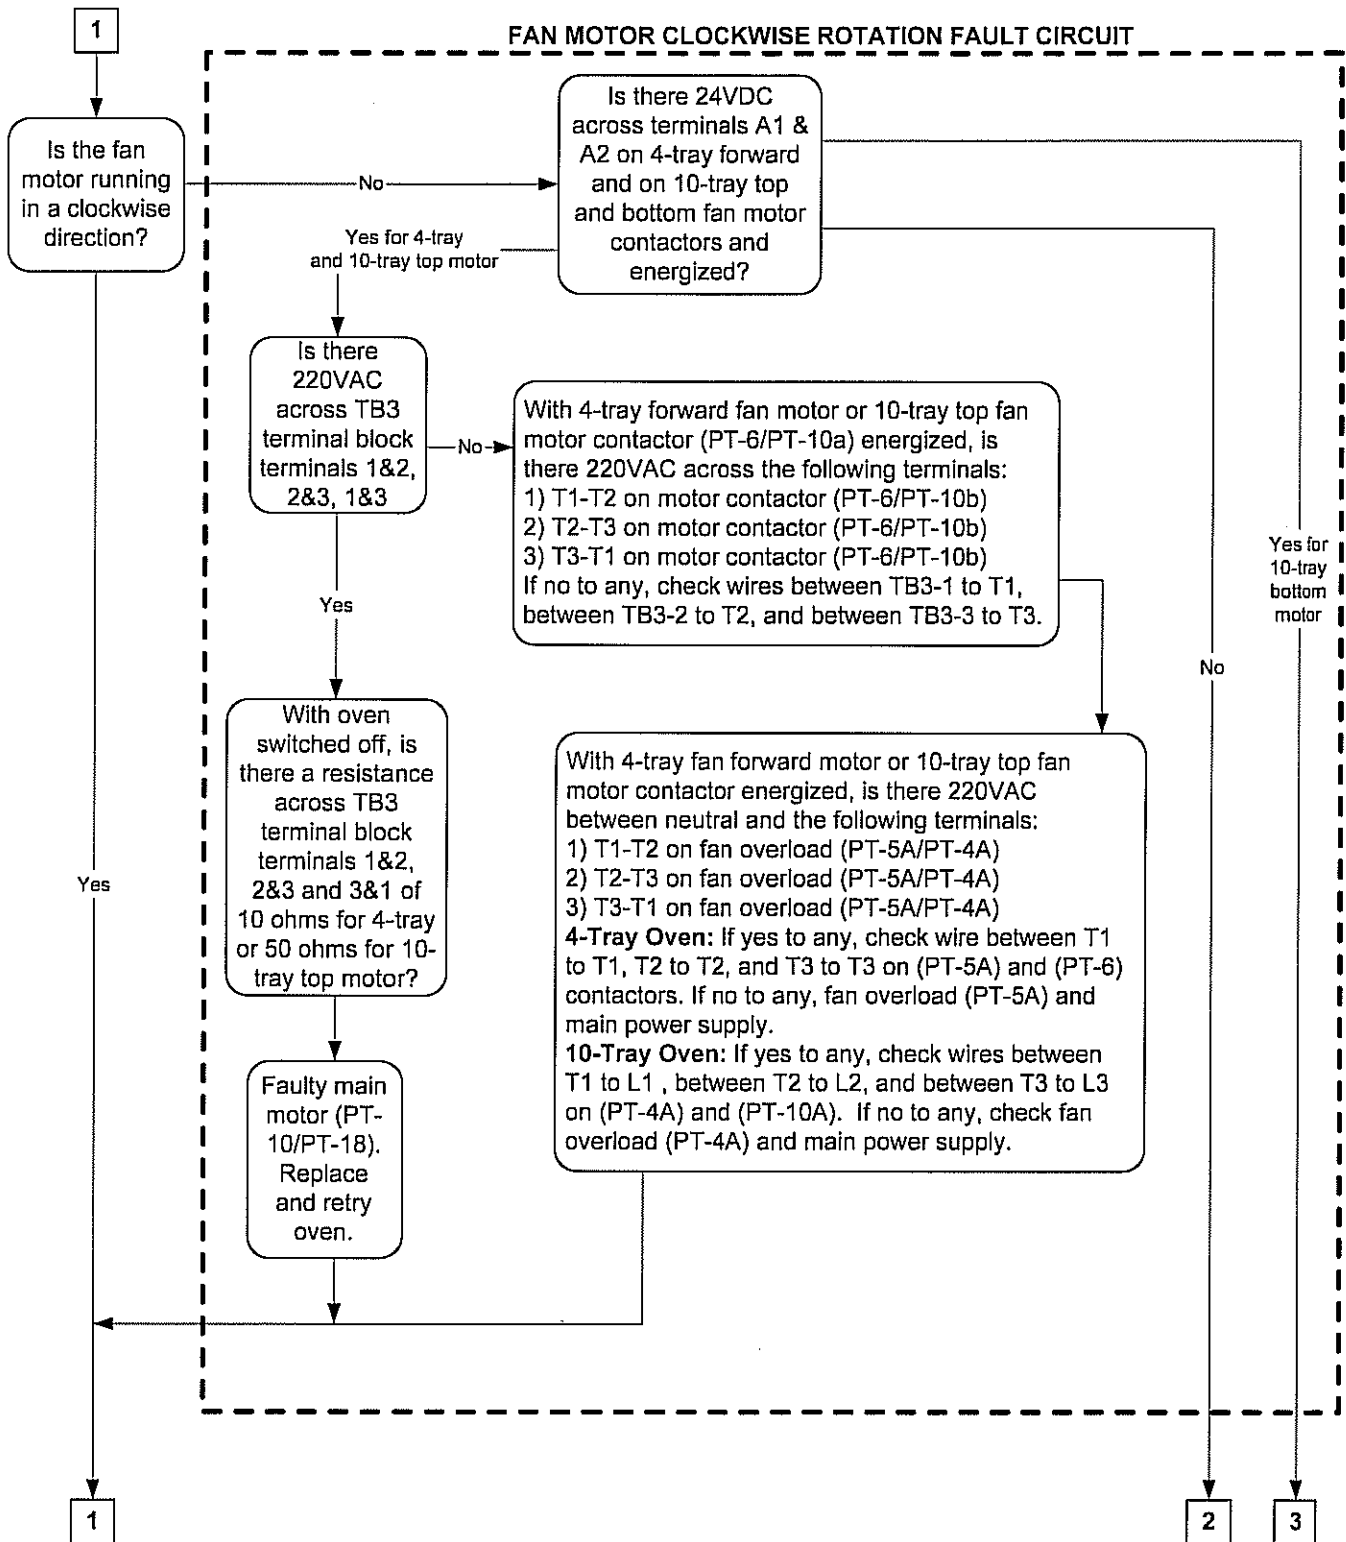 1
FAN MOTOR CLOCKWISE ROTATION FAULT CIRCUIT
Is the fan
motor running
in a clockwise
direction?
No
Is there 24VDC
across terminals A1 &
A2 on 4-tray forward
and on 10-tray top
and bottom fan motor
contactors and
energized?
Yes for 4-tray
and 10-tray top motor
Is there
220VAC
across TB3
terminal block
terminals 1&2,
2&3, 1&3
No
With 4-tray forward fan motor or 10-tray top fan
motor contactor (PT-6/PT-10a) energized, is
there 220VAC across the following terminals:
1) T1-T2 on motor contactor (PT-6/PT-10b)
2) T2-T3 on motor contactor (PT-6/PT-10b)
3) T3-T1 on motor contactor (PT-6/PT-10b)
If no to any, check wires between TB3-1 to T1,
between TB3-2 to T2, and between TB3-3 to T3.
Yes for
10-tray
bottom
motor
Yes
No
With oven
switched off, is
there a resistance
across TB3
terminal block
terminals 1&2,
2&3 and 3&1 of
10 ohms for 4-tray
or 50 ohms for 10-
tray top motor?
With 4-tray fan forward motor or 10-tray top fan
motor contactor energized, is there 220VAC
between neutral and the following terminals:
1) T1-T2 on fan overload (PT-5A/PT-4A)
2) T2-T3 on fan overload (PT-5A/PT-4A)
3) T3-T1 on fan overload (PT-5A/PT-4A)
4-Tray Oven: If yes to any, check wire between T1
to T1, T2 to T2, and T3 to T3 on (PT-5A) and (PT-6)
contactors. If no to any, fan overload (PT-5A) and
main power supply.
10-Tray Oven: If yes to any, check wires between
T1 to L1 , between T2 to L2, and between T3 to L3
on (PT-4A) and (PT-10A).  If no to any, check fan
overload (PT-4A) and main power supply.
Yes
Faulty main
motor (PT-
10/PT-18).
Replace
and retry
oven.
1
2
3